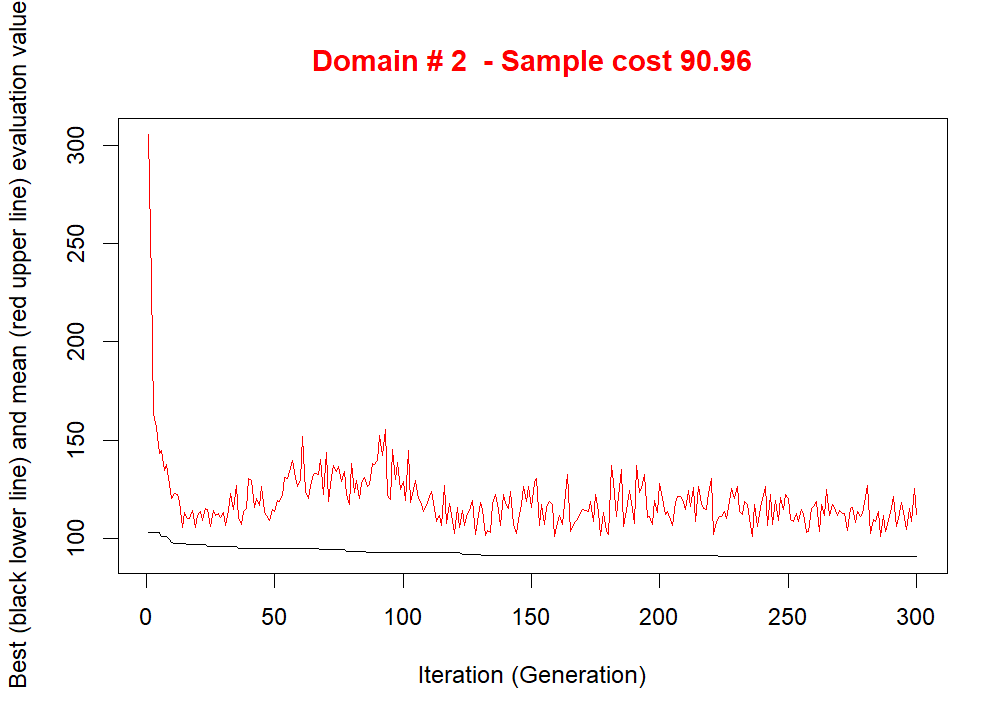 Domain # 2  - Sample cost 90.96
Best (black lower line) and mean (red upper line) evaluation value
300
250
200
150
100
0 50 100 150 200 250 300
Iteration (Generation)